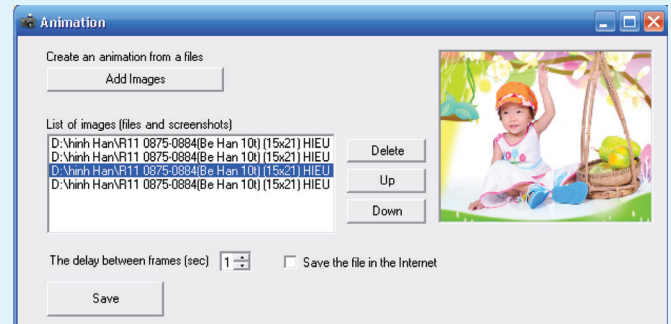 Animation
Create an animation from a files
Add Images
List of images (files and screenshots)
D:\hinh Han\R11 0875-0884(Be Han 10t) (15x21) HIEU
D:\hinh Han\R11 0875-0884(Be Han 10t) (15x21) HIEU
D:\hinh Han\R11 0875-0884(Be Han 10t) (15x21) HIEU
D:\hinh Han\R11 0875-0884(Be Han 10t) (15x21) HIEU
Delete
Up
Down
The delay between frames (sec) 1 Save the file in the Internet
Save